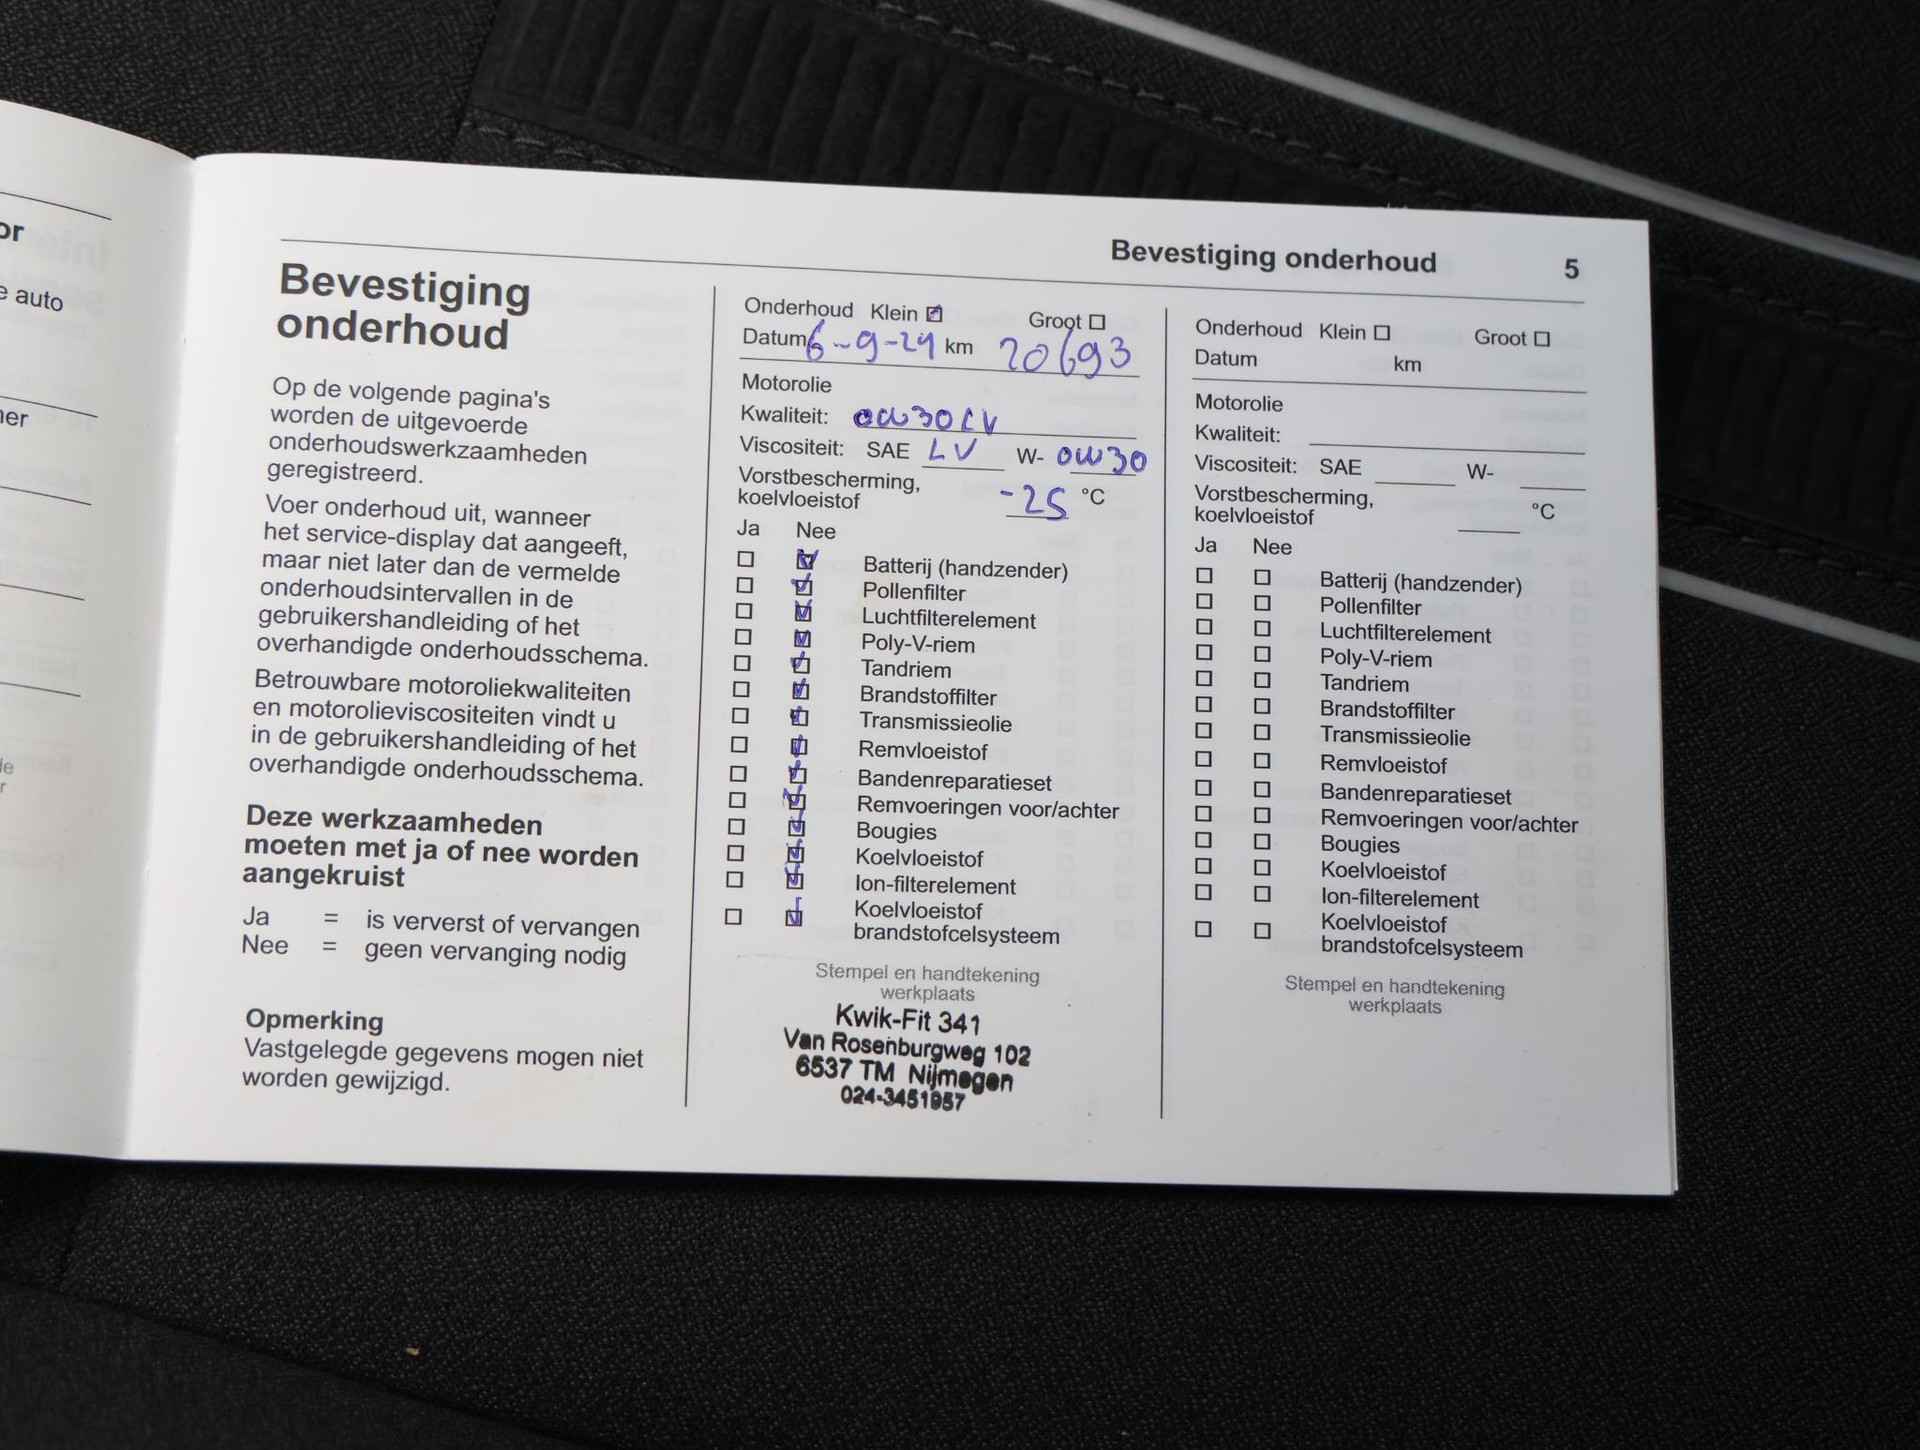 or
e auto
ner
de
r
Bevestiging onderhoud 5
Bevestiging
onderhoud
Op de volgende pagina's
worden de uitgevoerde
onderhoudswerkzaamheden
geregistreerd.
Voer onderhoud uit, wanneer
het service-display dat aangeeft,
maar niet later dan de vermelde
onderhoudsintervallen in de
gebruikershandleiding of het
overhandigde onderhoudsschema.
Betrouwbare motoroliekwaliteiten
en motorolieviscositeiten vindt u
in de gebruikershandleiding of het
overhandigde onderhoudsschema.
Deze werkzaamheden
moeten met ja of nee worden
aangekruist
Ja = is ververst of vervangen
Nee = geen vervanging nodig
Opmerking
Vastgelegde gegevens mogen niet
worden gewijzigd.
Onderhoud Klein Groot
Datum 6-9-24 km 20693
Motorolie
Kwaliteit: 0W30 LV
Viscositeit: SAE LV W- 0W30
Vorstbescherming,
koelvloeistof -25 °C
Ja Nee
Batterij (handzender)
Pollenfilter
Luchtfilterelement
Poly-V-riem
Tandriem
Brandstoffilter
Transmissieolie
Remvloeistof
Bandenreparatieset
Remvoeringen voor/achter
Bougies
Koelvloeistof
Ion-filterelement
Koelvloeistof
brandstofcelsysteem
Stempel en handtekening
werkplaats
Kwik-Fit 341
Van Rosenburgweg 102
6537 TM Nijmegen
024-3451957
Onderhoud Klein Groot
Datum km
Motorolie
Kwaliteit:
Viscositeit: SAE W-
Vorstbescherming,
koelvloeistof °C
Ja Nee
Batterij (handzender)
Pollenfilter
Luchtfilterelement
Poly-V-riem
Tandriem
Brandstoffilter
Transmissieolie
Remvloeistof
Bandenreparatieset
Remvoeringen voor/achter
Bougies
Koelvloeistof
Ion-filterelement
Koelvloeistof
brandstofcelsysteem
Stempel en handtekening
werkplaats